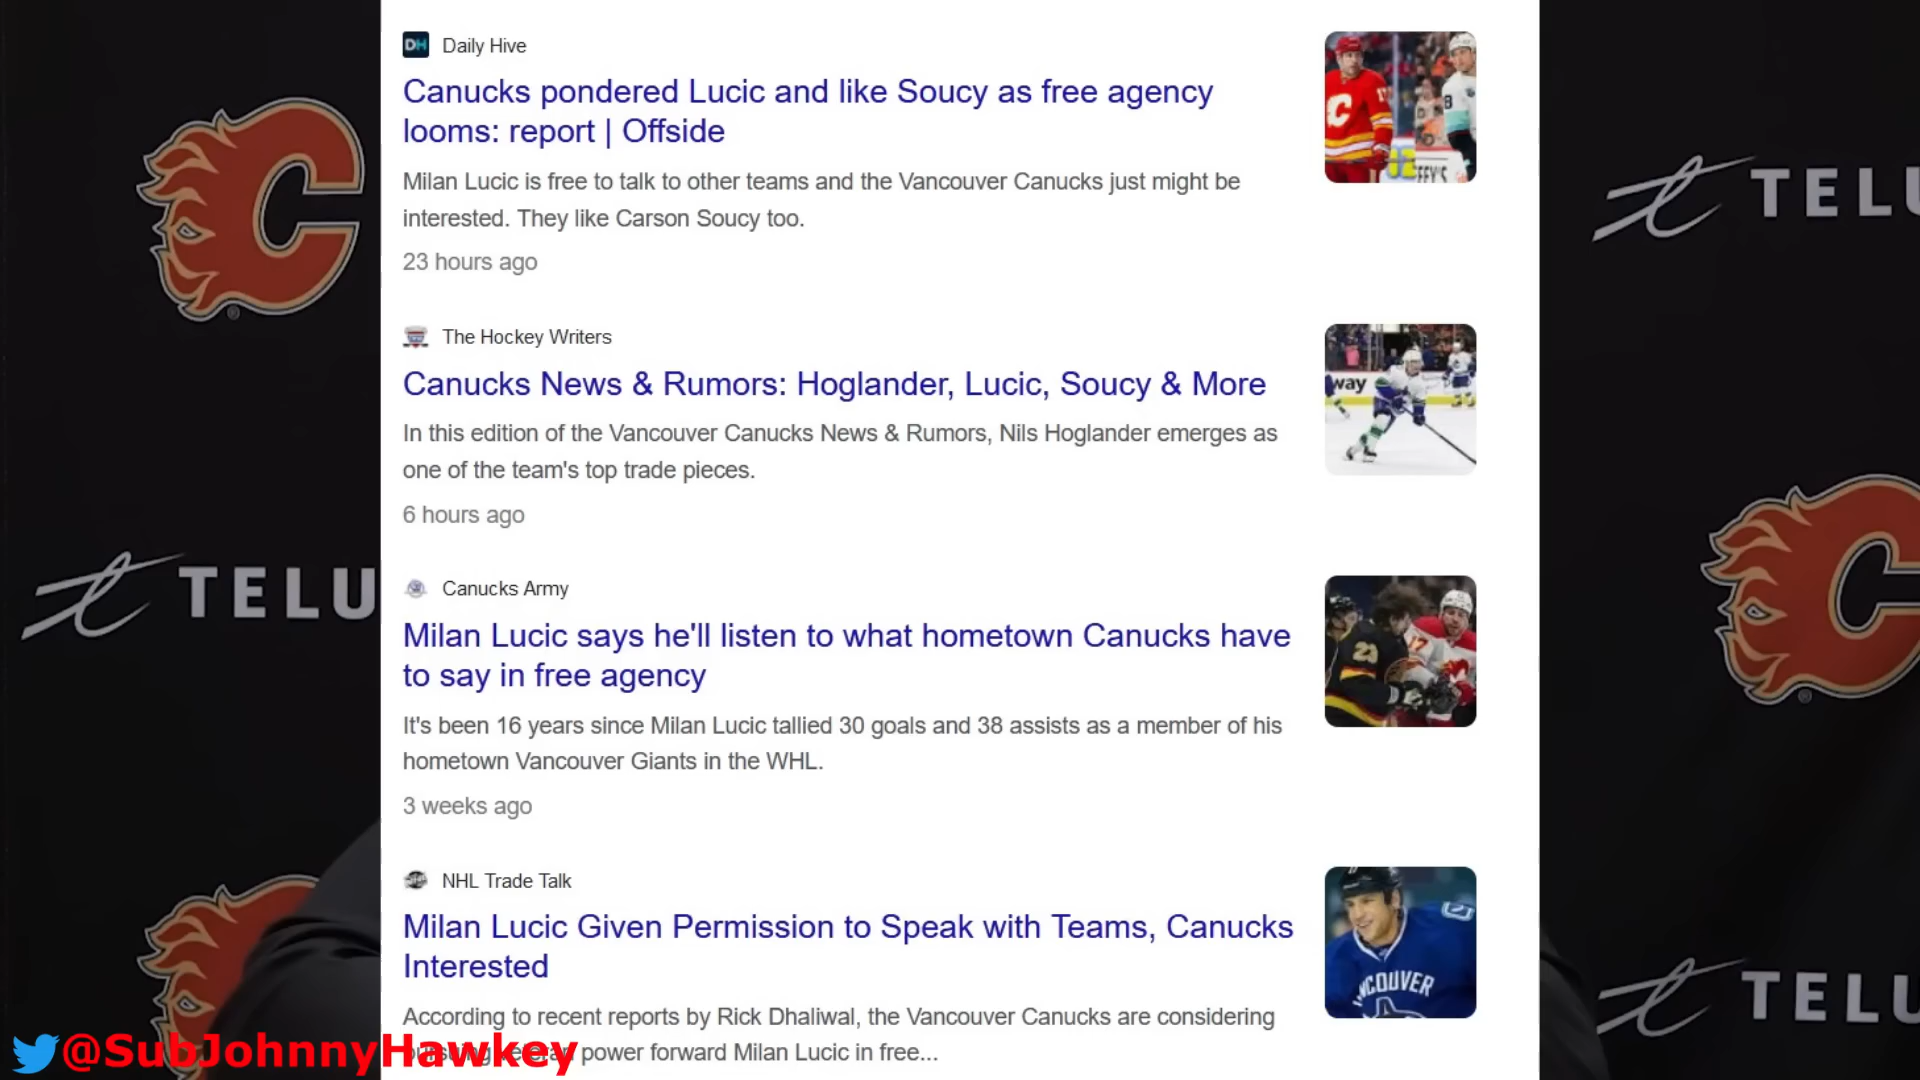 Daily Hive
Canucks pondered Lucic and like Soucy as free agency
looms: report | Offside
Milan Lucic is free to talk to other teams and the Vancouver Canucks just might be
interested. They like Carson Soucy too.
23 hours ago
The Hockey Writers
Canucks News & Rumors: Hoglander, Lucic, Soucy & More
In this edition of the Vancouver Canucks News & Rumors, Nils Hoglander emerges as
one of the team's top trade pieces.
6 hours ago
Canucks Army
Milan Lucic says he'll listen to what hometown Canucks have
to say in free agency
It's been 16 years since Milan Lucic tallied 30 goals and 38 assists as a member of his
hometown Vancouver Giants in the WHL.
3 weeks ago
NHL Trade Talk
Milan Lucic Given Permission to Speak with Teams, Canucks
Interested
According to recent reports by Rick Dhaliwal, the Vancouver Canucks are considering
pursuing veteran power forward Milan Lucic in free...
@SubJohnnyHawkey
TELU
TELU
TELU
DH
C
C
way
23
NCOUVER